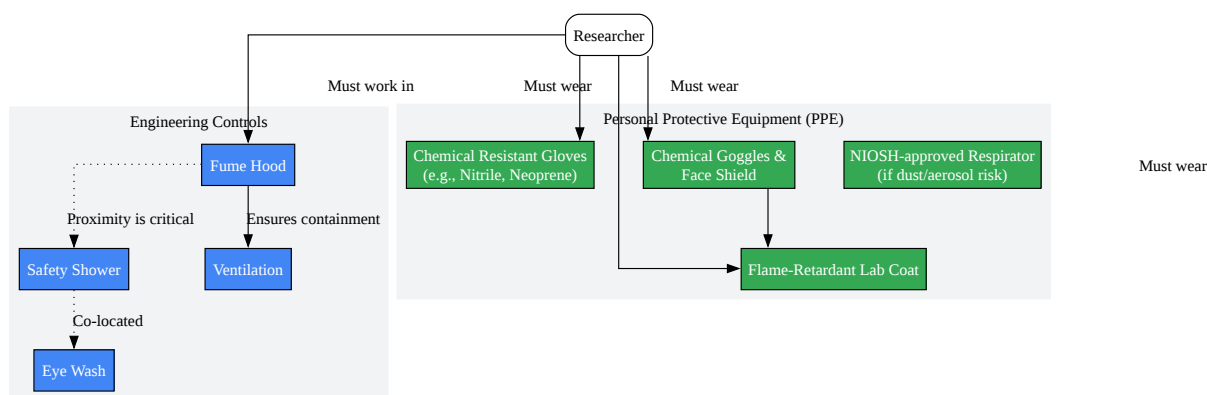 Researcher
Must work in
Must wear
Must wear
Engineering Controls
Personal Protective Equipment (PPE)
Fume Hood
Chemical Resistant Gloves
(e.g., Nitrile, Neoprene)
Chemical Goggles &
Face Shield
NIOSH-approved Respirator
(if dust/aerosol risk)
Must wear
Proximity is critical
Ensures containment
Safety Shower
Ventilation
Flame-Retardant Lab Coat
Co-located
Eye Wash